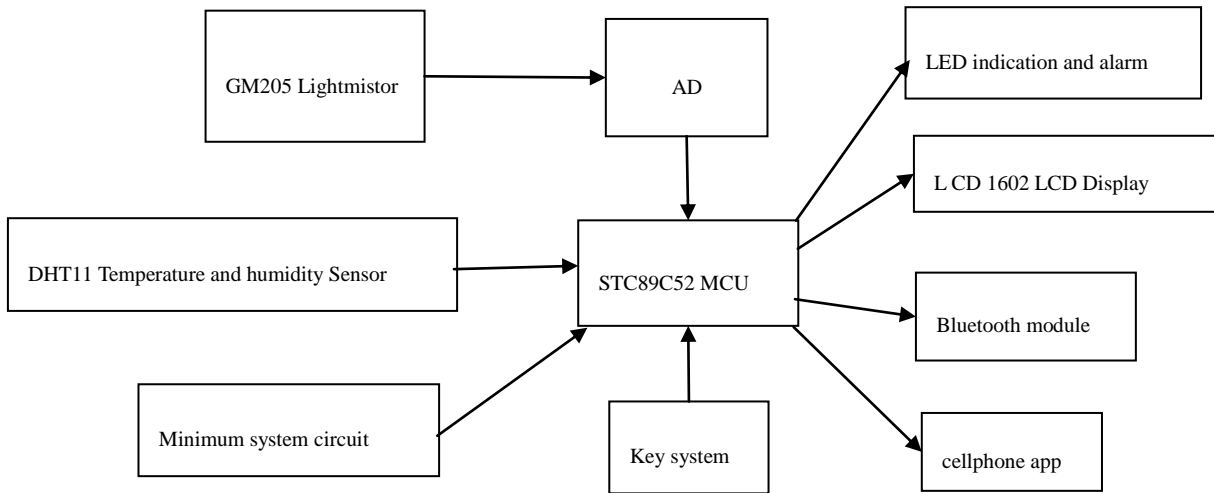 GM205 Lightmistor
AD
LED indication and alarm
L CD 1602 LCD Display
DHT11 Temperature and humidity Sensor
STC89C52 MCU
Bluetooth module
Minimum system circuit
Key system
cellphone app